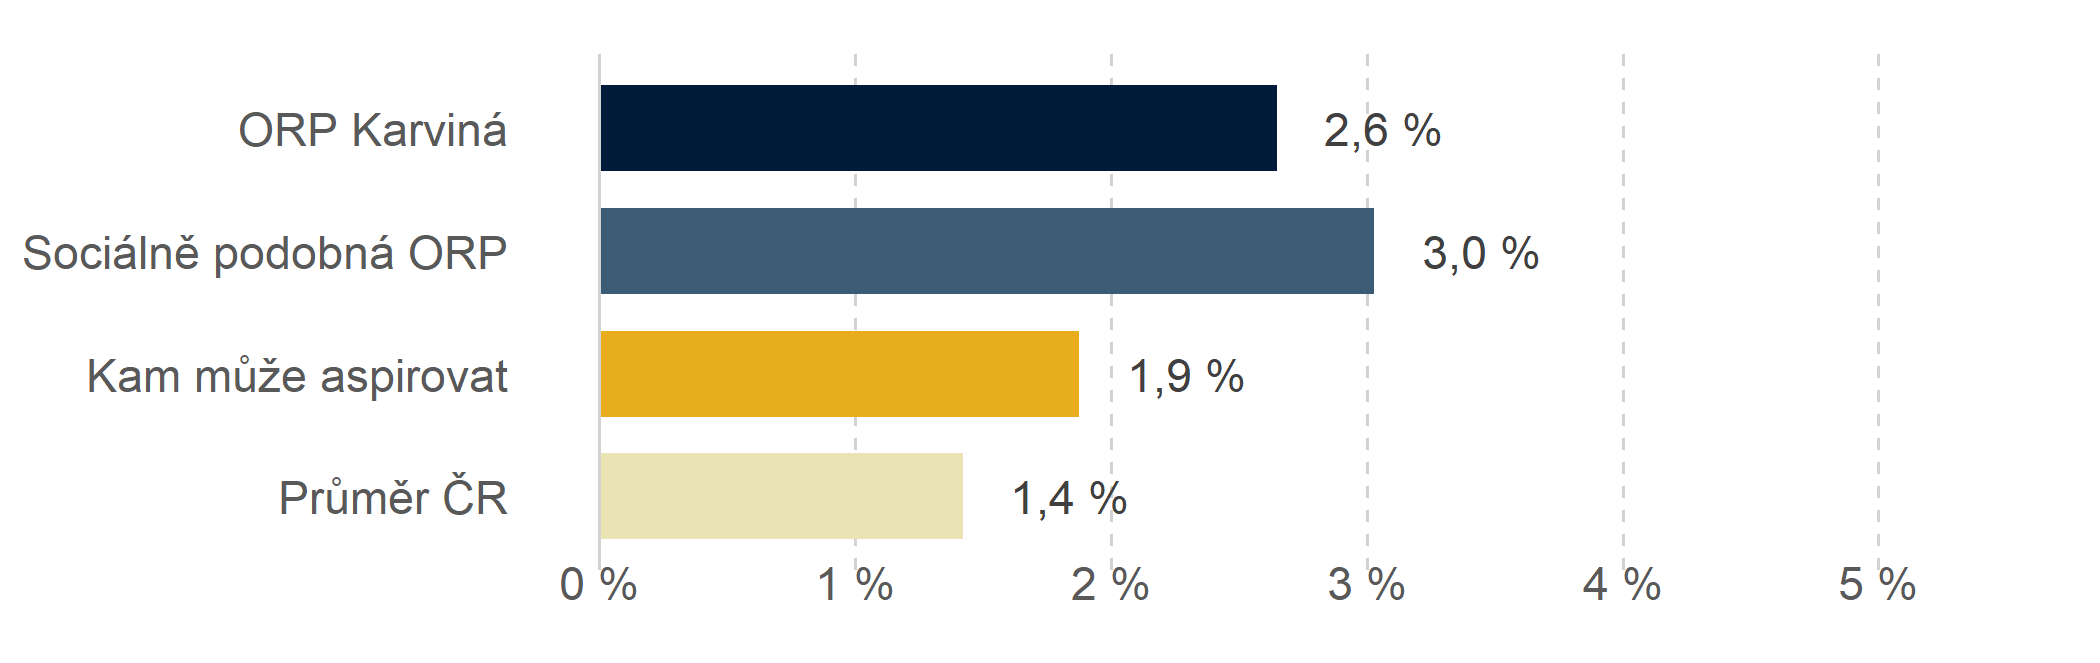 ORP Karviná 2,6 %
Sociálně podobná ORP 3,0 %
Kam může aspirovat 1,9 %
Průměr ČR 1,4 %
0 % 1 % 2 % 3 % 4 % 5 %